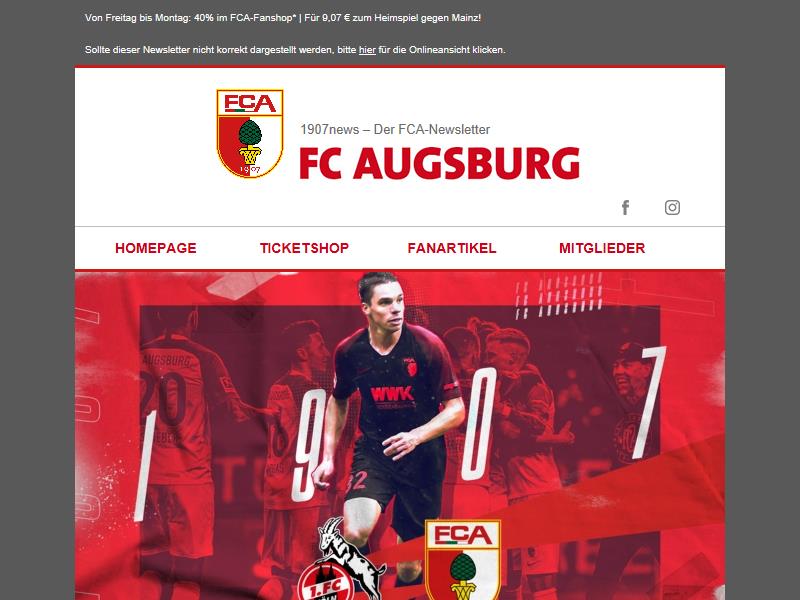 Von Freitag bis Montag: 40% im FCA-Fanshop* | Für 9,07 € zum Heimspiel gegen Mainz!
Sollte dieser Newsletter nicht korrekt dargestellt werden, bitte hier für die Onlineansicht klicken.
FCA
1907
1907news – Der FCA-Newsletter
FC AUGSBURG
HOMEPAGE
TICKETSHOP
FANARTIKEL
MITGLIEDER
AUGSBURG
20
WWK
1 9 0 7
32
FCA
1.FC
KÖLN